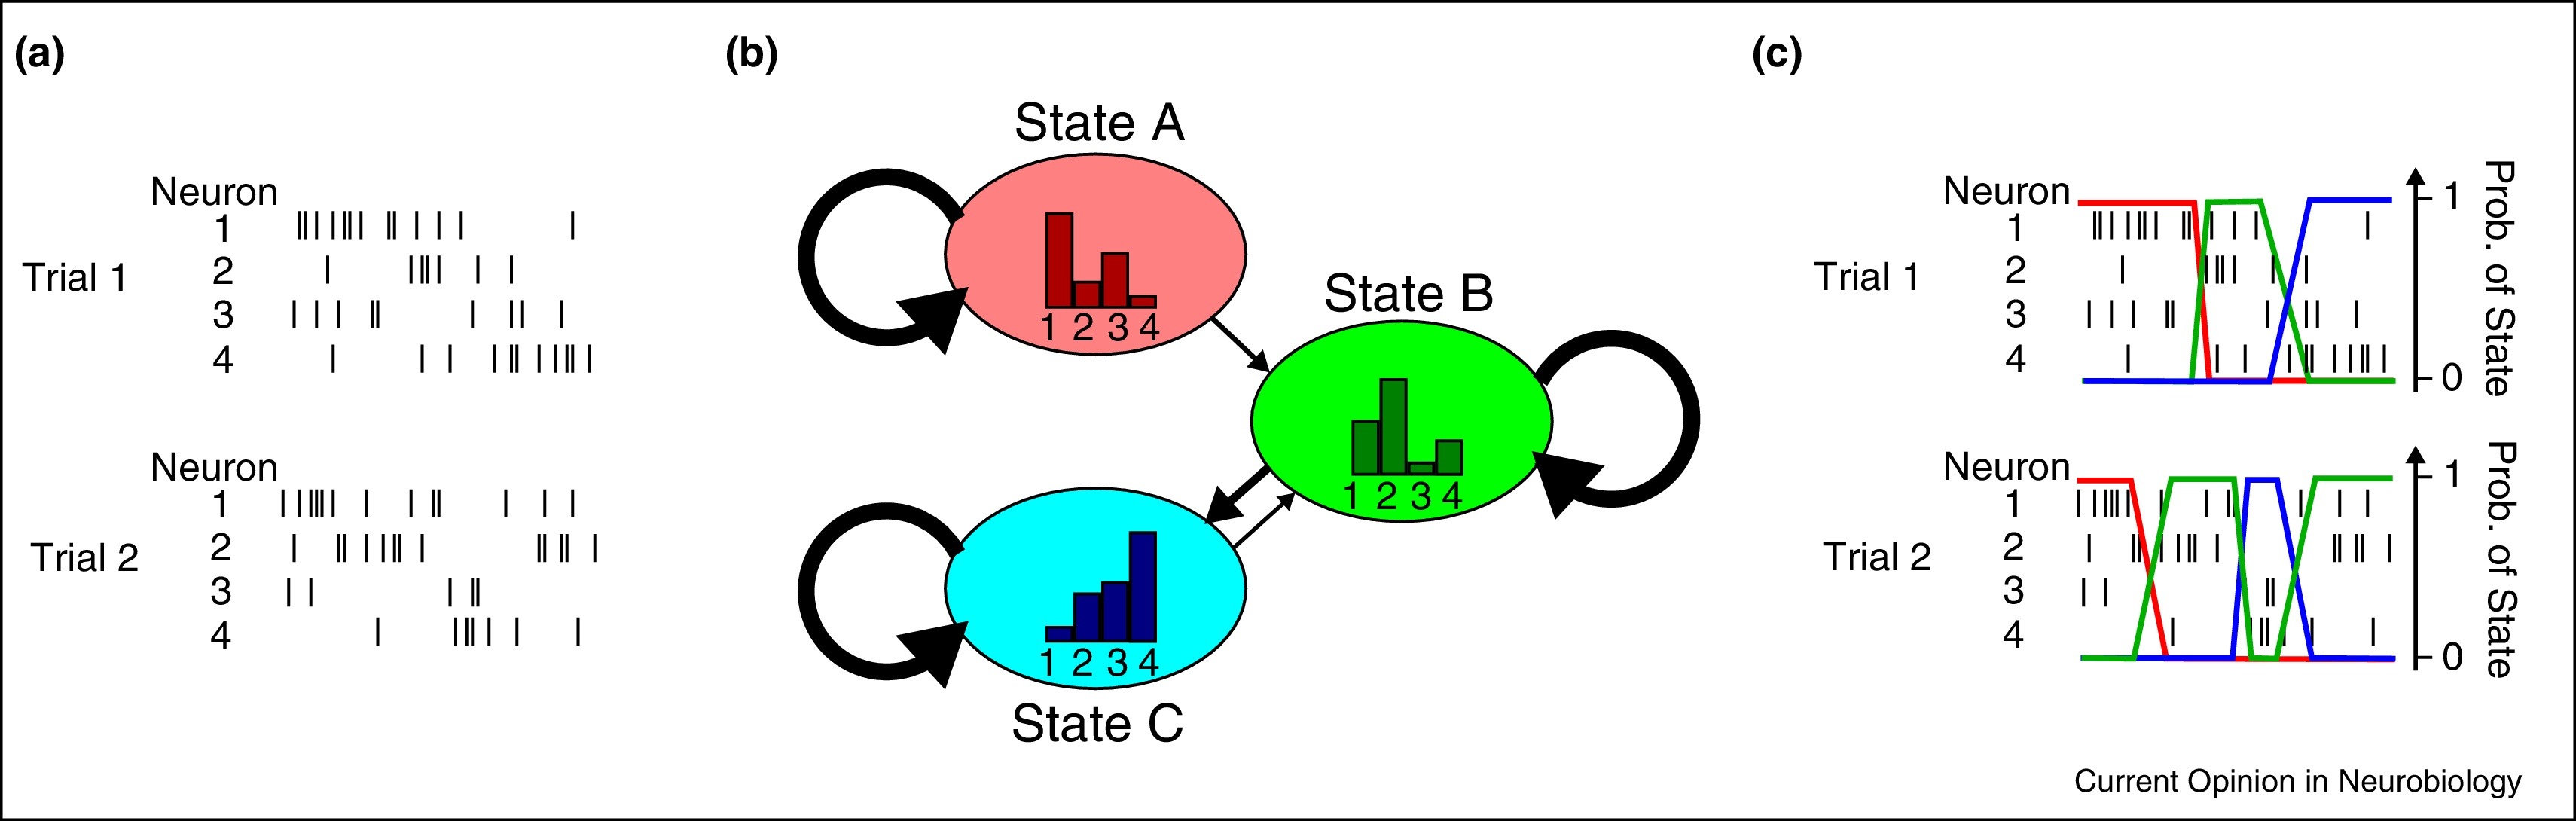 (a)
Neuron
1
2
Trial 1
3
4
Neuron
1
2
Trial 2
3
4
(b)
State A
1 2 3 4
State B
1 2 3 4
1 2 3 4
State C
(c)
Neuron
1
2
Trial 1
3
4
1
0
Prob. of State
Neuron
1
2
Trial 2
3
4
1
0
Prob. of State
Current Opinion in Neurobiology